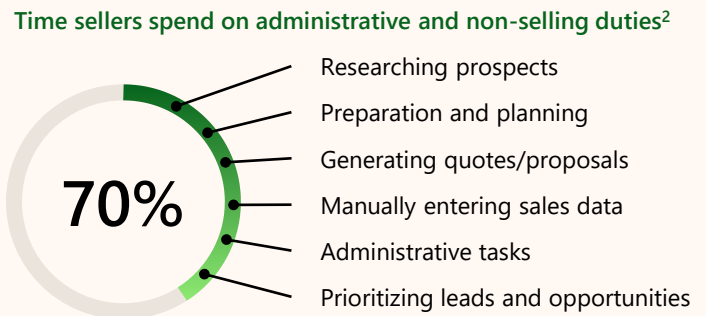 Time sellers spend on administrative and non-selling duties²
Researching prospects
Preparation and planning
Generating quotes/proposals
70%
Manually entering sales data
Administrative tasks
Prioritizing leads and opportunities